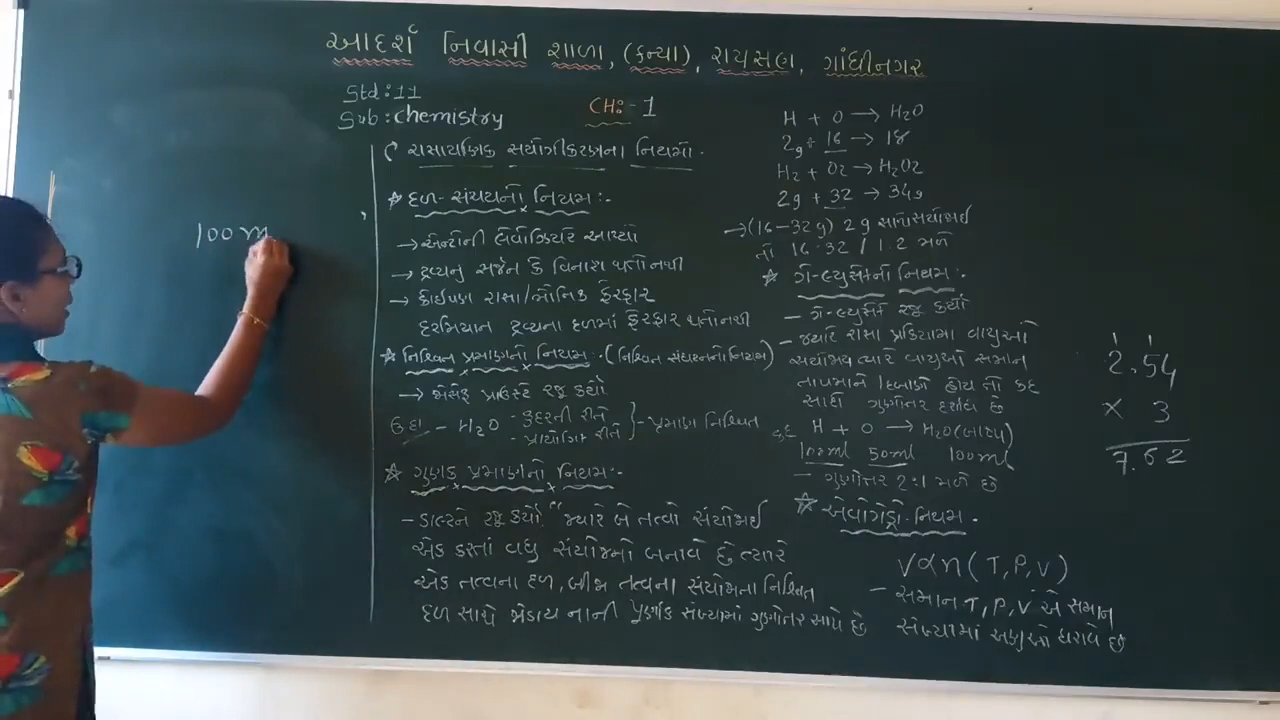 આદર્શ નિવાસી શાળા, (કન્યા), રાયસણ, ગાંધીનગર
Std : 11
Sub : chemistry
CH :- 1
રાસાયણિક સંયોગીકરણના નિયમો.
☆ દળ-સંચયનો નિયમ :-
→ એન્ટોની લેવોઝિયરે આપ્યો
→ દ્રવ્યનું સર્જન કે વિનાશ થતો નથી
→ કોઈપણ રાસા/ભૌતિક ફેરફાર
દરમિયાન દ્રવ્યના દળમાં ફેરફાર થતો નથી
☆ નિશ્ચિત પ્રમાણનો નિયમ :- (નિશ્ચિત સંઘટનનો નિયમ)
→ જોસેફ પ્રાઉસ્ટે રજૂ કર્યો
ઉદા - H2O - કુદરતી રીતે
- પ્રાયોગિક રીતે } - પ્રમાણ નિશ્ચિત
☆ ગુણક પ્રમાણનો નિયમ :-
- ડાલ્ટને રજૂ કર્યો "જ્યારે બે તત્વો સંયોજાઈ
એક કરતાં વધુ સંયોજનો બનાવે છે ત્યારે
એક તત્વના દળ, બીજા તત્વના સંયોજતા નિશ્ચિત
દળ સાથે જોડાય નાની પૂર્ણાંક સંખ્યામાં ગુણોતર સાપે છે
H + O → H2O
2g + 16 → 18
H2 + O2 → H2O2
2g + 32 → 34g
→ (16-32g) 2g સાથે સંયોજાઈ
તો 16:32 / 1:2 મળે
☆ ગે-લ્યુસેકનો નિયમ :-
- ગે-લ્યુસેકે રજૂ કર્યો
- જ્યારે રાસા પ્રક્રિયામાં વાયુઓ
સંયોજાય ત્યારે વાયુઓ સમાન
તાપમાને/દબાણે હોય તો કદ
સાદો ગુણોતર ધરાવે છે
કદ H + O → H2O (બાષ્પ)
100ml 50ml 100ml
- ગુણોતર 2:1 મળે છે
☆ એવોગેડ્રો-નિયમ.
V∝n (T, P, V)
- સમાન T, P, V એ સમાન
સંખ્યામાં અણુઓ ધરાવે છે
100 m
1 1
2.54
× 3
7.62